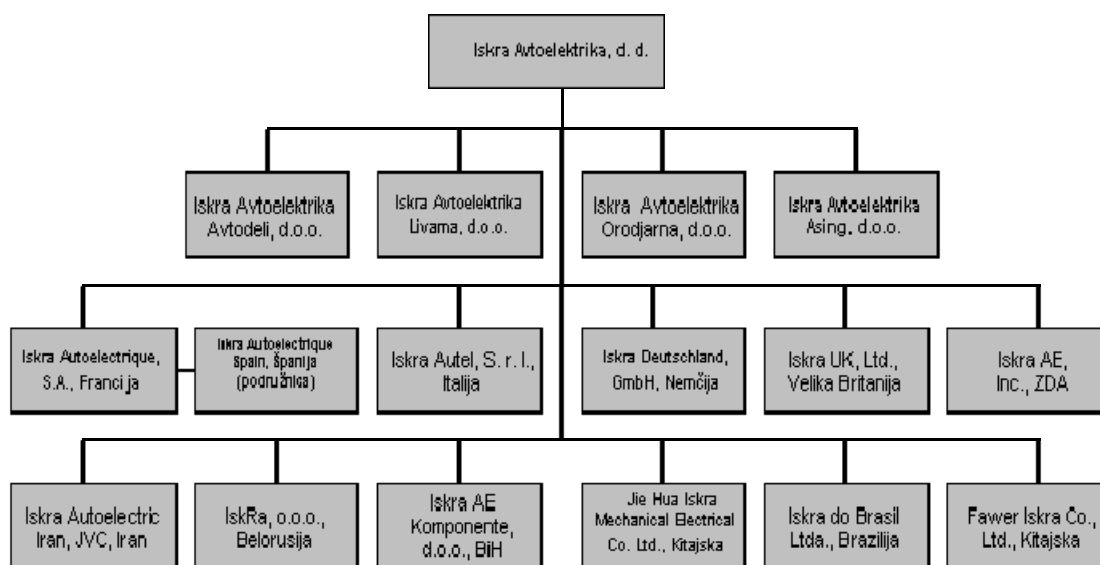 Iskra Avtoelektrika, d. d.
Iskra Avtoelektrika
Avtodeli, d.o.o.
Iskra Avtoelektrika
Livarna, d.o.o.
Iskra Avtoelektrika
Orodjarna, d.o.o.
Iskra Avtoelektrika
Asing, d.o.o.
Iskra Autoelectrique,
S.A., Francija
Iskra Autoelectrique
Spain, Španija
(podružnica)
Iskra Autel, S. r. l.,
Italija
Iskra Deutschland,
GmbH, Nemčija
Iskra UK, Ltd.,
Velika Britanija
Iskra AE,
Inc., ZDA
Iskra Autoelectric
Iran, JVC, Iran
IskRa, o.o.o.,
Belorusija
Iskra AE
Komponente,
d.o.o., BiH
Jie Hua Iskra
Mechanical Electrical
Co. Ltd., Kitajska
Iskra do Brasil
Ltda., Brazilija
Fawer Iskra Čo.,
Ltd., Kitajska